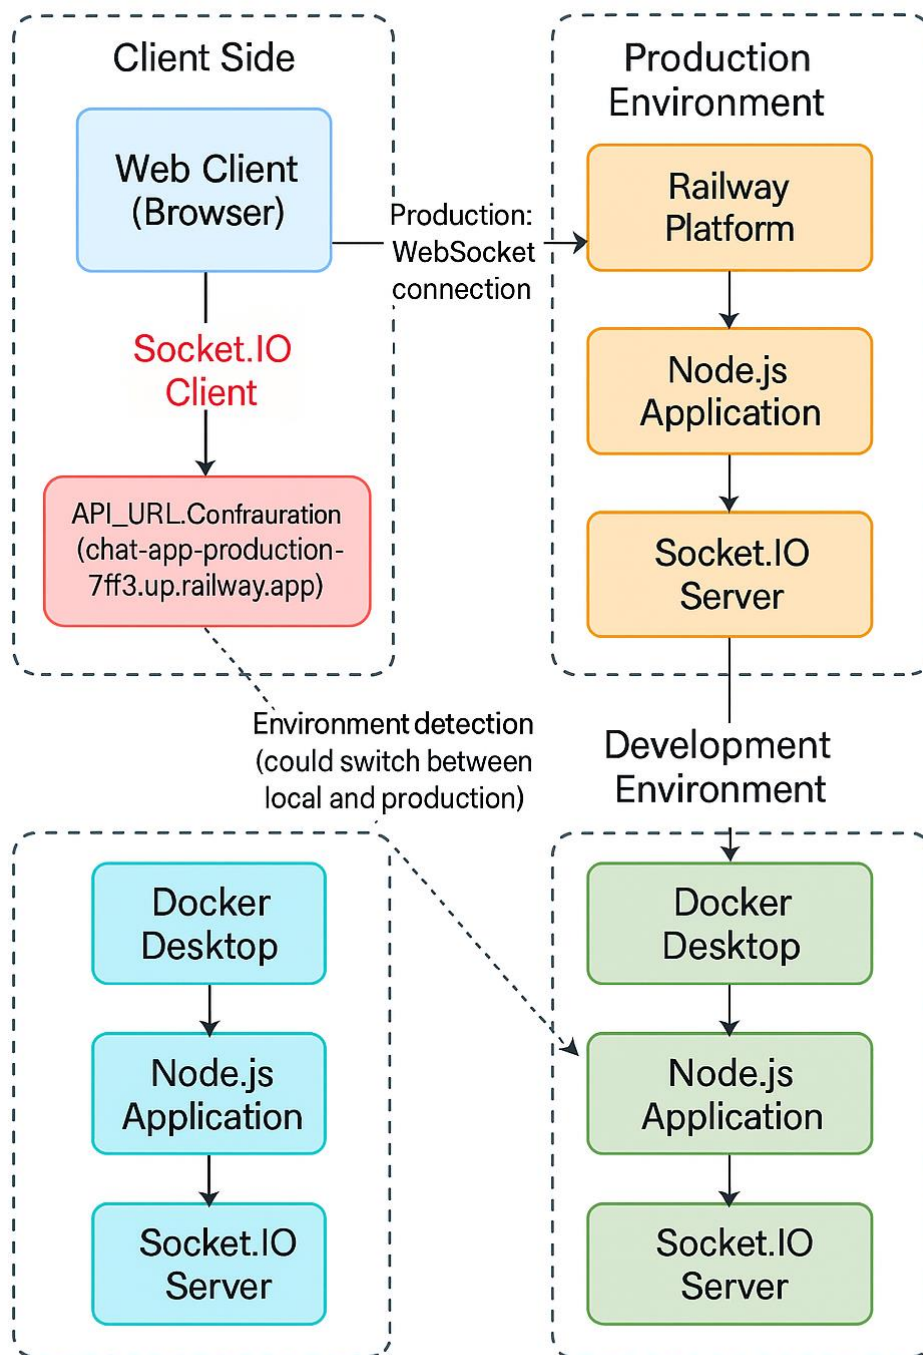 Client Side
Web Client
(Browser)
Socket.IO
Client
API_URL.Confrauration
(chat-app-production-
7ff3.up.railway.app)
Production:
WebSocket
connection
Production
Environment
Railway
Platform
Node.js
Application
Socket.IO
Server
Environment detection
(could switch between
local and production)
Development
Environment
Docker
Desktop
Node.js
Application
Socket.IO
Server
Docker
Desktop
Node.js
Application
Socket.IO
Server